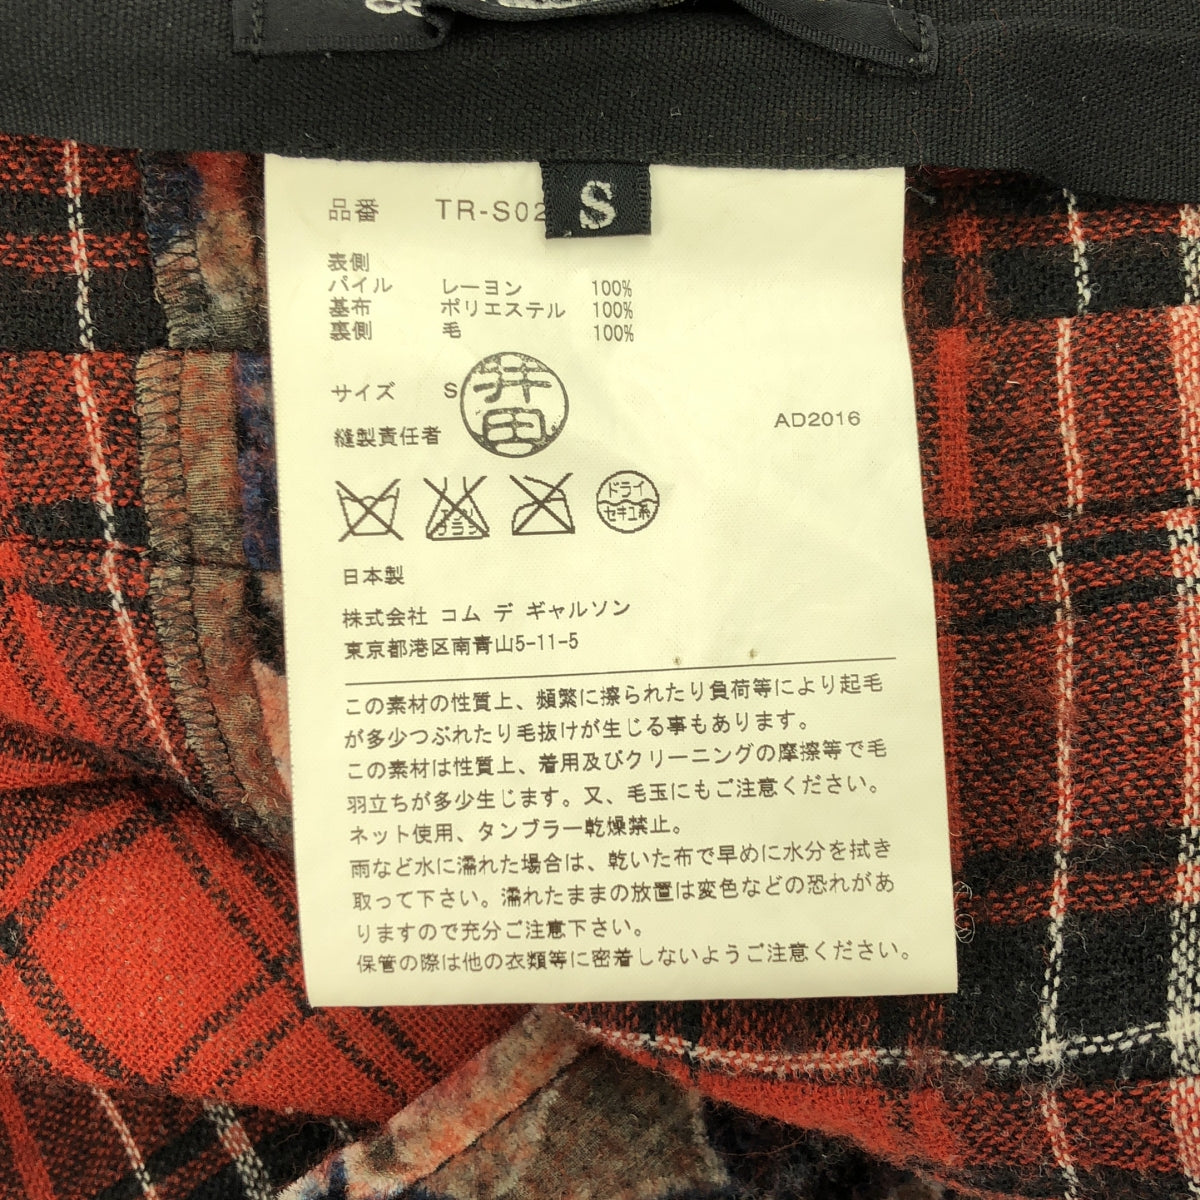 S
品番 TR-S02
表側
パイル レーヨン 100%
基布 ポリエステル 100%
裏側 毛 100%
サイズ S
井田
AD2016
縫製責任者
エンソ
サラシ
ドライ
セキユ系
日本製
株式会社 コム デ ギャルソン
東京都港区南青山5-11-5
この素材の性質上、頻繁に擦られたり負荷等により起毛
が多少つぶれたり毛抜けが生じる事もあります。
この素材は性質上、着用及びクリーニングの摩擦等で毛
羽立ちが多少生じます。又、毛玉にもご注意ください。
ネット使用、タンブラー乾燥禁止。
雨など水に濡れた場合は、乾いた布で早めに水分を拭き
取って下さい。濡れたままの放置は変色などの恐れがあ
りますので充分ご注意下さい。
保管の際は他の衣類等に密着しないようご注意ください。